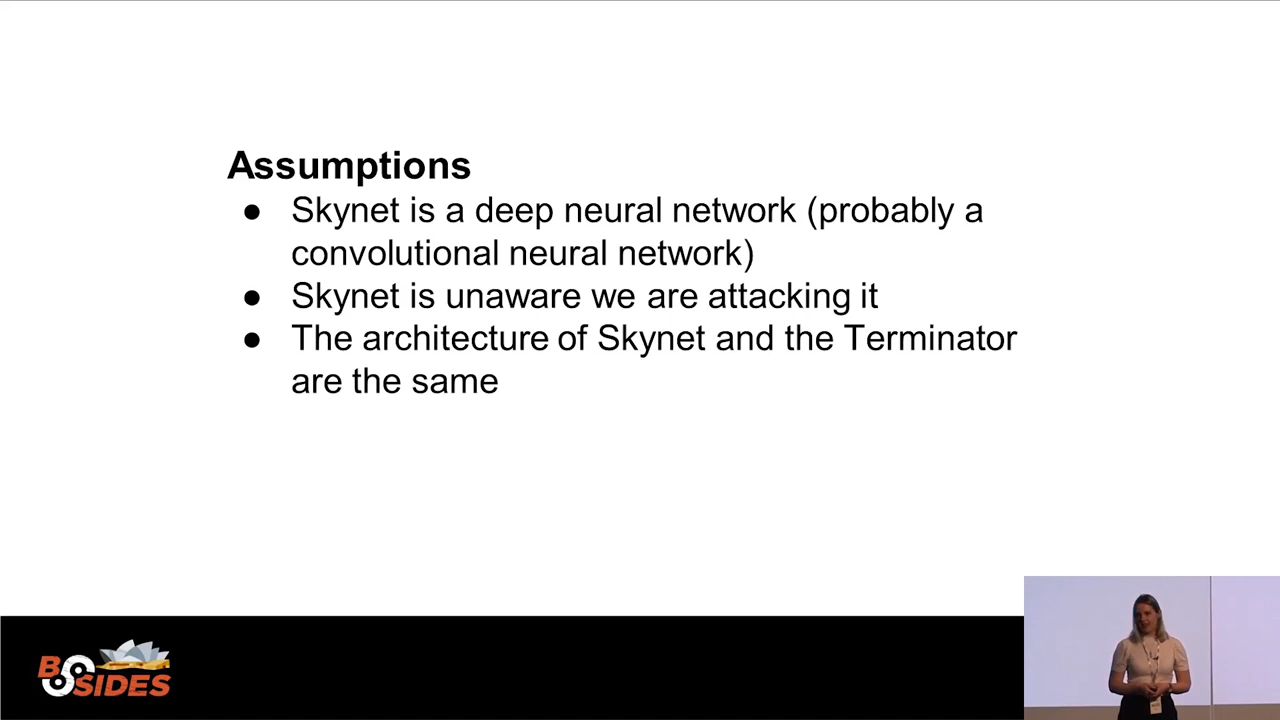 Assumptions
● Skynet is a deep neural network (probably a
convolutional neural network)
● Skynet is unaware we are attacking it
● The architecture of Skynet and the Terminator
are the same
BSIDES